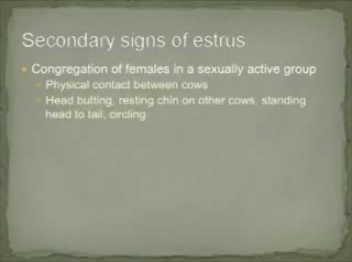 Secondary signs of estrus
Congregation of females in a sexually active group
Physical contact between cows
Head butting, resting chin on other cows, standing
head to tail, circling